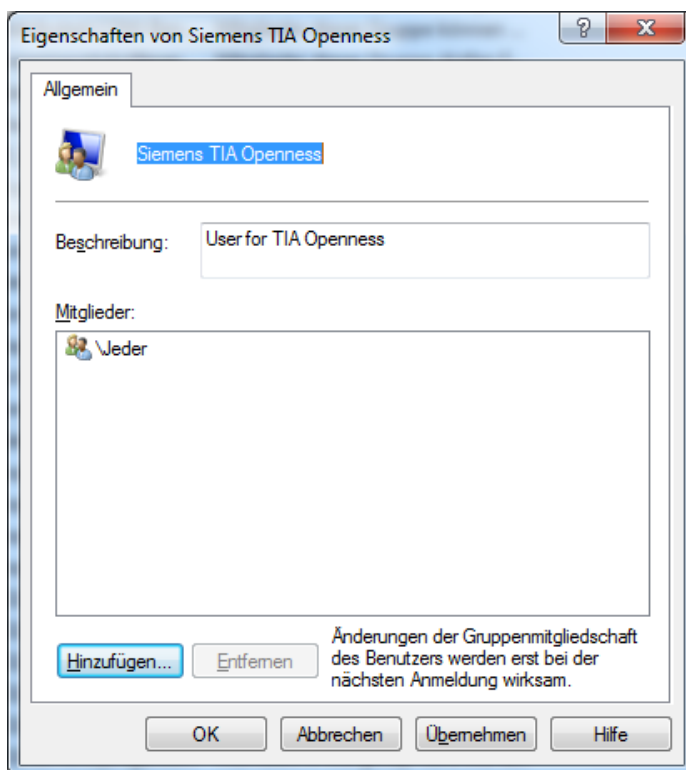 Eigenschaften von Siemens TIA Openness
Allgemein
Siemens TIA Openness
Beschreibung:
User for TIA Openness
Mitglieder:
\Jeder
Hinzufügen...
Entfernen
Änderungen der Gruppenmitgliedschaft
des Benutzers werden erst bei der
nächsten Anmeldung wirksam.
OK
Abbrechen
Übernehmen
Hilfe